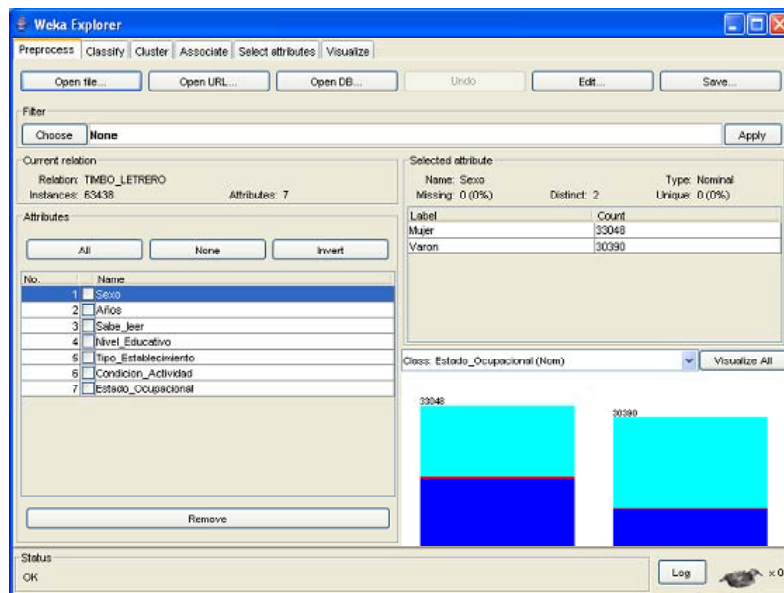 Weka Explorer
Preprocess Classify Cluster Associate Select attributes Visualize
Open file... Open URL... Open DB... Undo Edit... Save...
Filter
Choose None Apply
Current relation
Relation: TIMBO_LETRERO
Instances: 63438 Attributes: 7
Selected attribute
Name: Sexo Type: Nominal
Missing: 0 (0%) Distinct: 2 Unique: 0 (0%)
Label Count
Mujer 33048
Varon 30390
Attributes
All None Invert
No. Name
1 Sexo
2 Años
3 Sabe_leer
4 Nivel_Educativo
5 Tipo_Establecimiento
6 Condicion_Actividad
7 Estado_Ocupacional
Remove
Class: Estado_Ocupacional (Nom) Visualize All
33048
30390
Status
OK
Log x 0